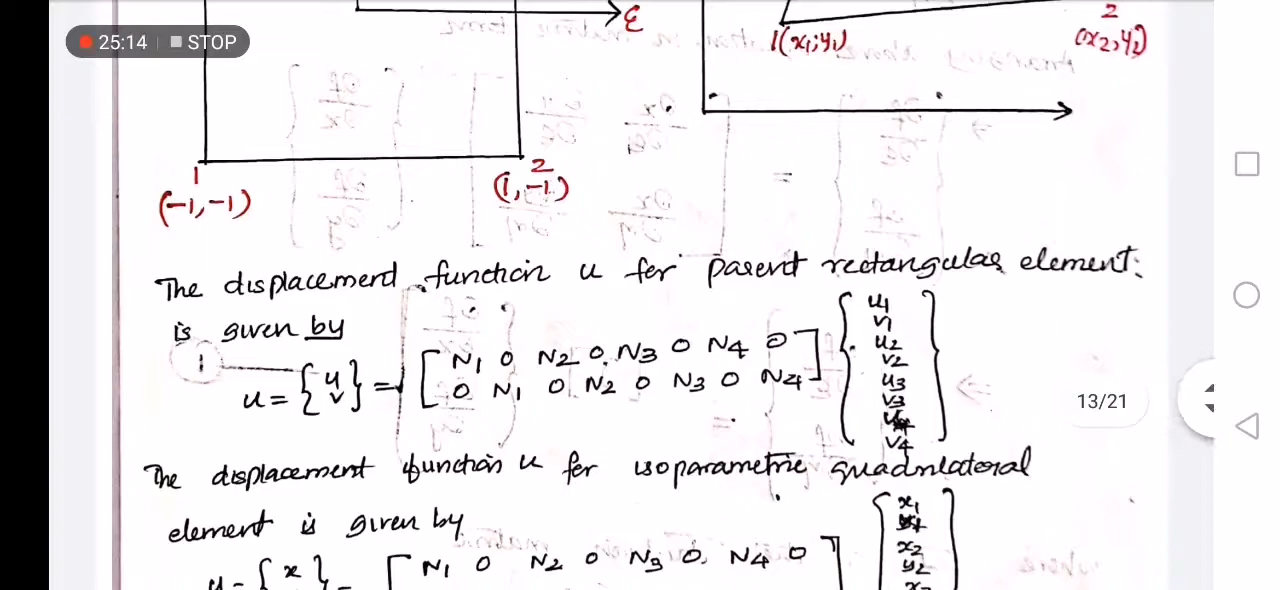 25:14 STOP
ε
1(x1,y1)
2
(x2,y2)
1
(-1,-1)
2
(1,-1)
The displacement function u for parent rectangular element
is given by
1
u = { u v } = [ N1 0 N2 0 N3 0 N4 0
0 N1 0 N2 0 N3 0 N4 ]
u1
v1
u2
v2
u3
v3
u4
v4
13/21
The displacement function u for isoparametric quadrilateral
element is given by
u = { x } = [ N1 0 N2 0 N3 0 N4 0 ]
x1
y1
x2
y2